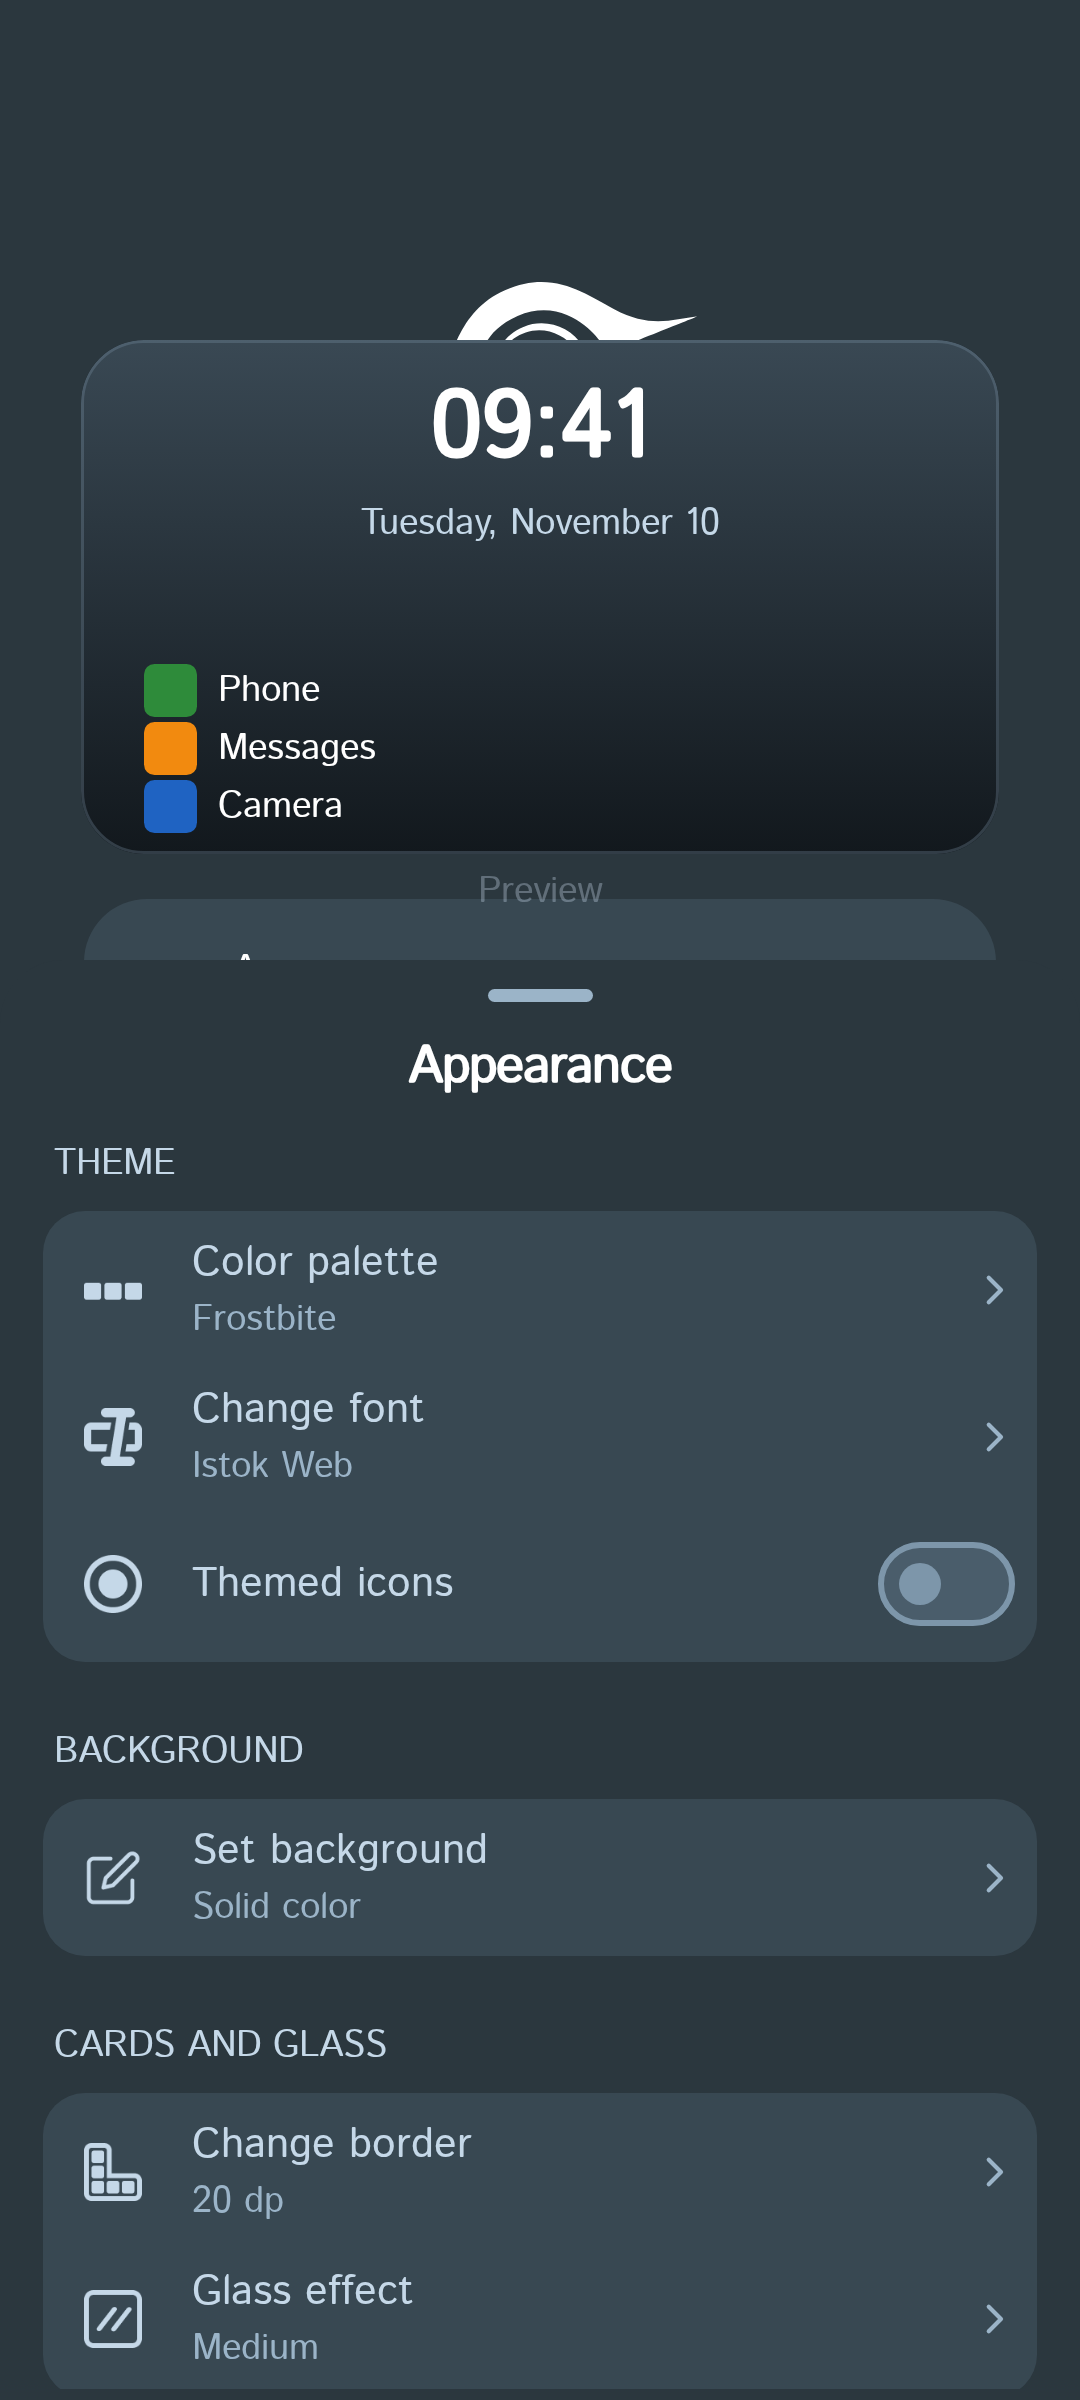 09:41
Tuesday, November 10
Phone
Messages
Camera
Preview
Appearance
THEME
Color palette
Frostbite
Change font
Istok Web
Themed icons
BACKGROUND
Set background
Solid color
CARDS AND GLASS
Change border
20 dp
Glass effect
Medium